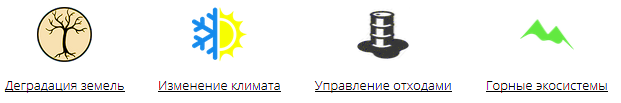 Деградация земель
Изменение климата
Управление отходами
Горные экосистемы